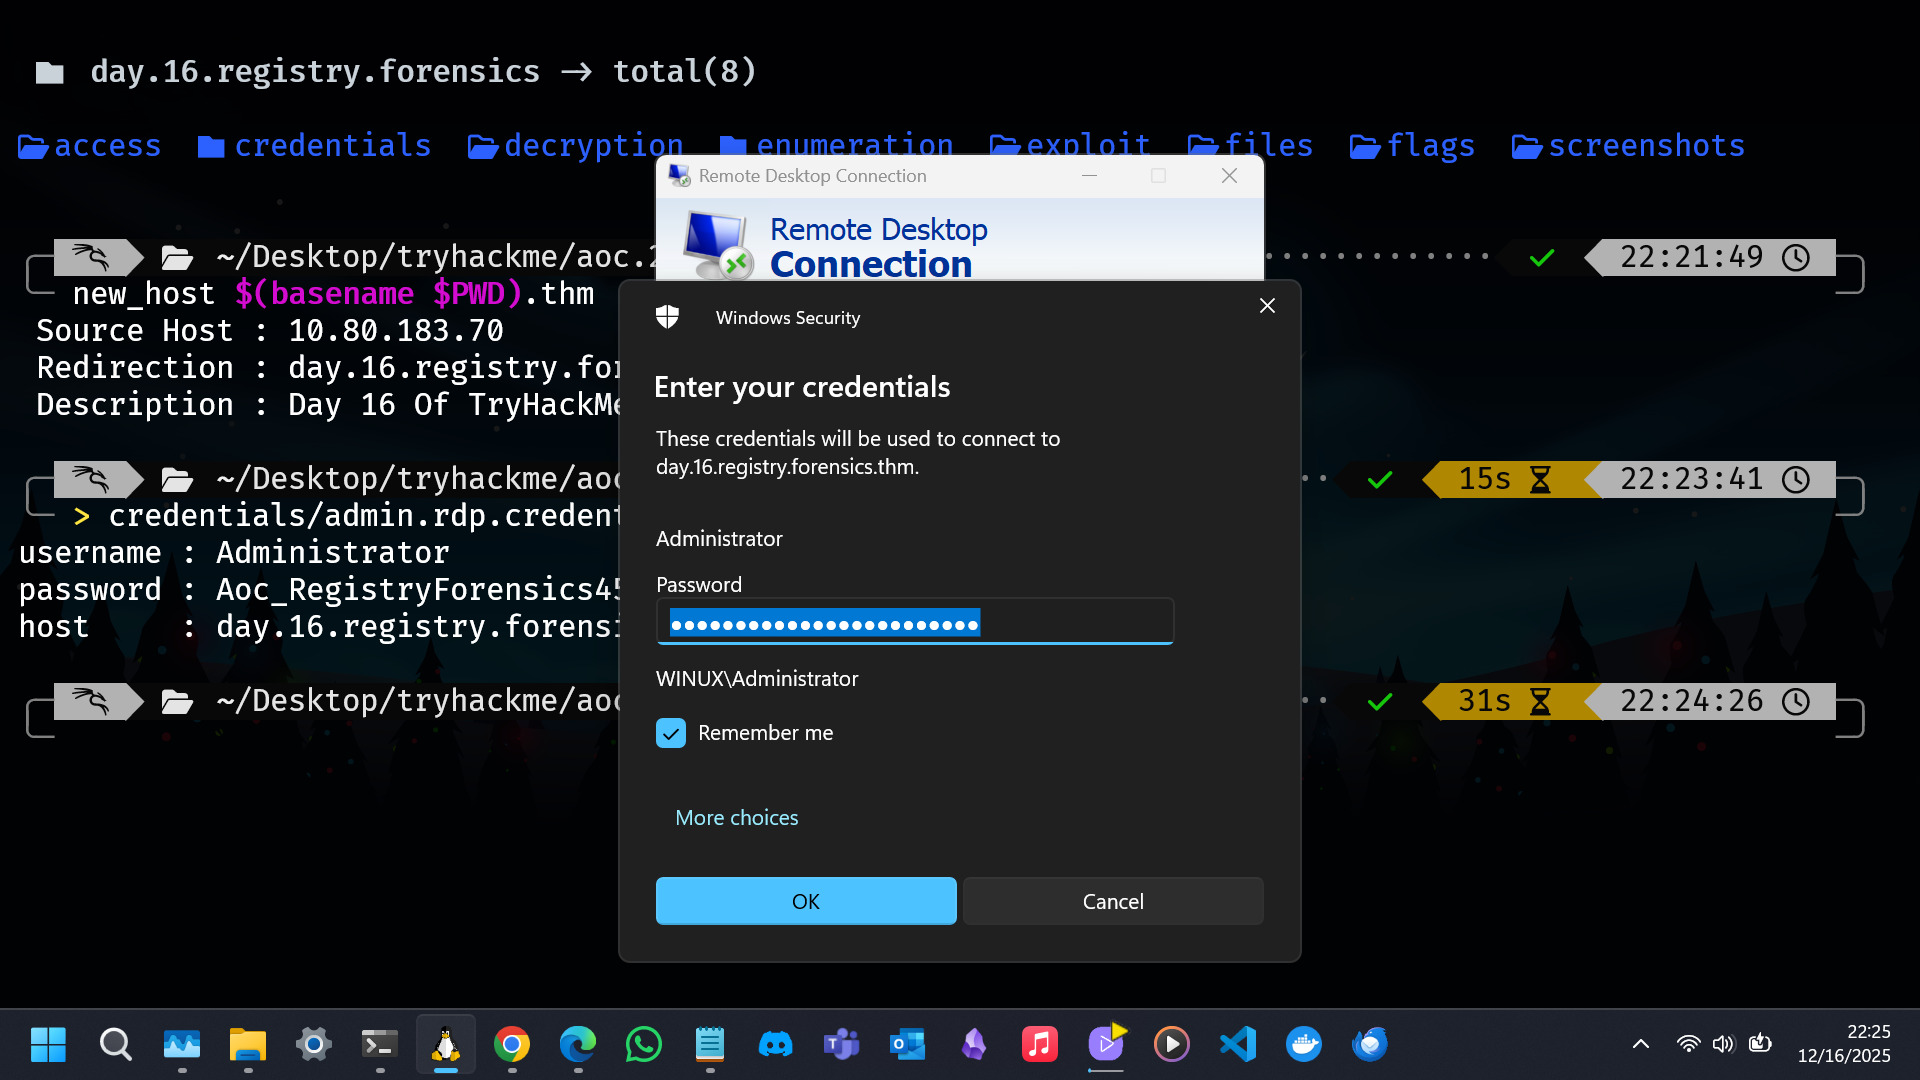 day.16.registry.forensics → total(8)
access credentials decryption enumeration exploit files flags screenshots
Remote Desktop Connection
Remote Desktop
Connection
~/Desktop/tryhackme/aoc.2 22:21:49
new_host $(basename $PWD).thm
Source Host : 10.80.183.70
Redirection : day.16.registry.for
Description : Day 16 Of TryHackMe
~/Desktop/tryhackme/aoc 15s 22:23:41
> credentials/admin.rdp.credent
username : Administrator
password : Aoc_RegistryForensics45
host : day.16.registry.forensi
~/Desktop/tryhackme/aoc 31s 22:24:26
Windows Security
Enter your credentials
These credentials will be used to connect to
day.16.registry.forensics.thm.
Administrator
Password
●●●●●●●●●●●●●●●●●●●●●●●●
WINUX\Administrator
Remember me
More choices
OK Cancel
22:25
12/16/2025